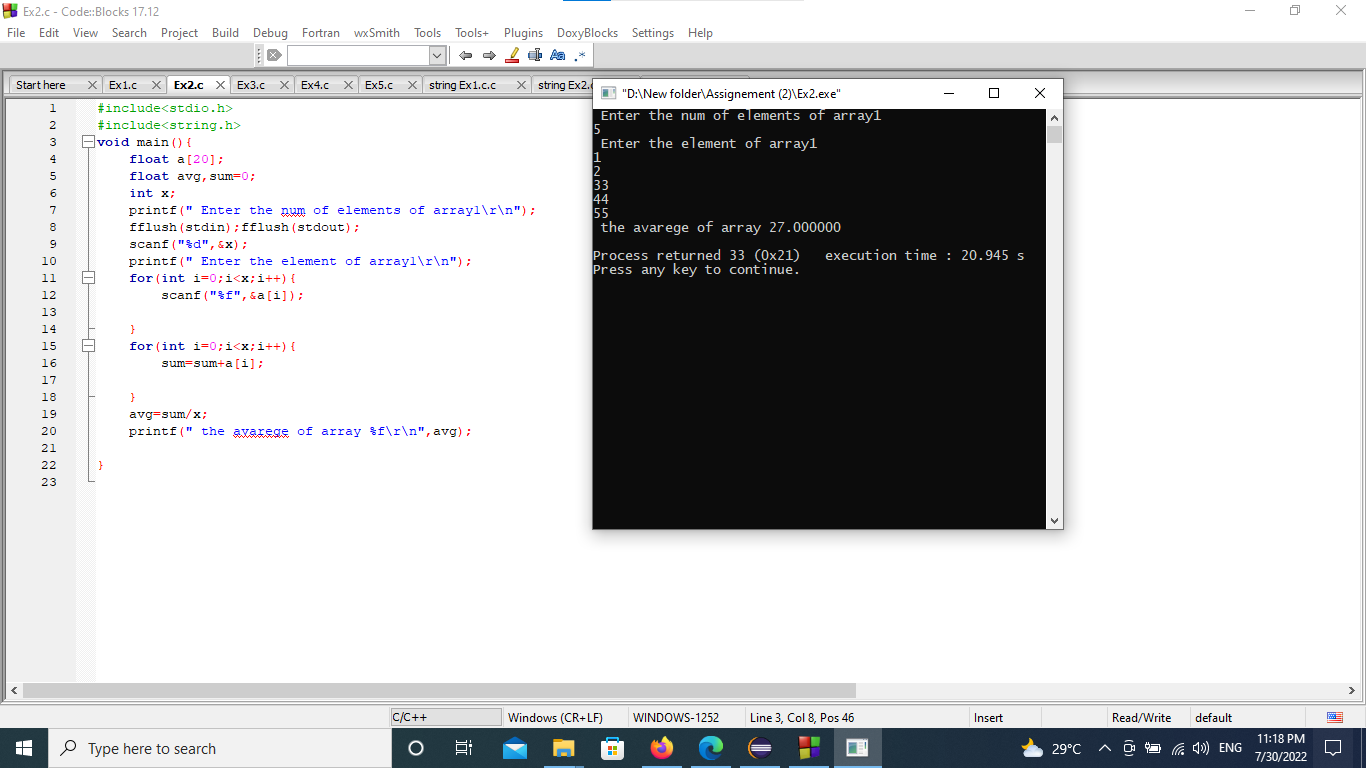 Ex2.c - Code::Blocks 17.12
File Edit View Search Project Build Debug Fortran wxSmith Tools Tools+ Plugins DoxyBlocks Settings Help
Start here Ex1.c Ex2.c Ex3.c Ex4.c Ex5.c string Ex1.c.c string Ex2.c
1 #include<stdio.h>
2 #include<string.h>
3 void main(){
4 float a[20];
5 float avg,sum=0;
6 int x;
7 printf(" Enter the num of elements of array1\r\n");
8 fflush(stdin);fflush(stdout);
9 scanf("%d",&x);
10 printf(" Enter the element of array1\r\n");
11 for(int i=0;i<x;i++){
12 scanf("%f",&a[i]);
13
14 }
15 for(int i=0;i<x;i++){
16 sum=sum+a[i];
17
18 }
19 avg=sum/x;
20 printf(" the avarege of array %f\r\n",avg);
21
22 }
23
"D:\New folder\Assignement (2)\Ex2.exe"
Enter the num of elements of array1
5
Enter the element of array1
1
2
33
44
55
the avarege of array 27.000000
Process returned 33 (0x21) execution time : 20.945 s
Press any key to continue.
C/C++ Windows (CR+LF) WINDOWS-1252 Line 3, Col 8, Pos 46 Insert Read/Write default
Type here to search 29°C ENG 11:18 PM
7/30/2022